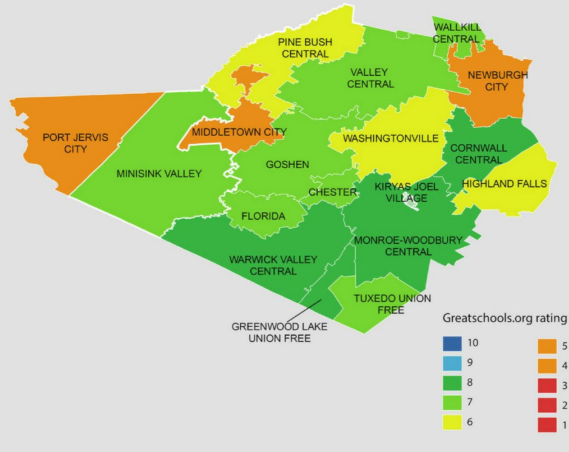 WALLKILL
CENTRAL
PINE BUSH
CENTRAL
VALLEY
CENTRAL
NEWBURGH
CITY
PORT JERVIS
CITY
MIDDLETOWN CITY
WASHINGTONVILLE
CORNWALL
CENTRAL
MINISINK VALLEY
GOSHEN
HIGHLAND FALLS
CHESTER
KIRYAS JOEL
VILLAGE
FLORIDA
MONROE-WOODBURY
CENTRAL
WARWICK VALLEY
CENTRAL
TUXEDO UNION
FREE
GREENWOOD LAKE
UNION FREE
Greatschools.org rating
10
9
8
7
6
5
4
3
2
1